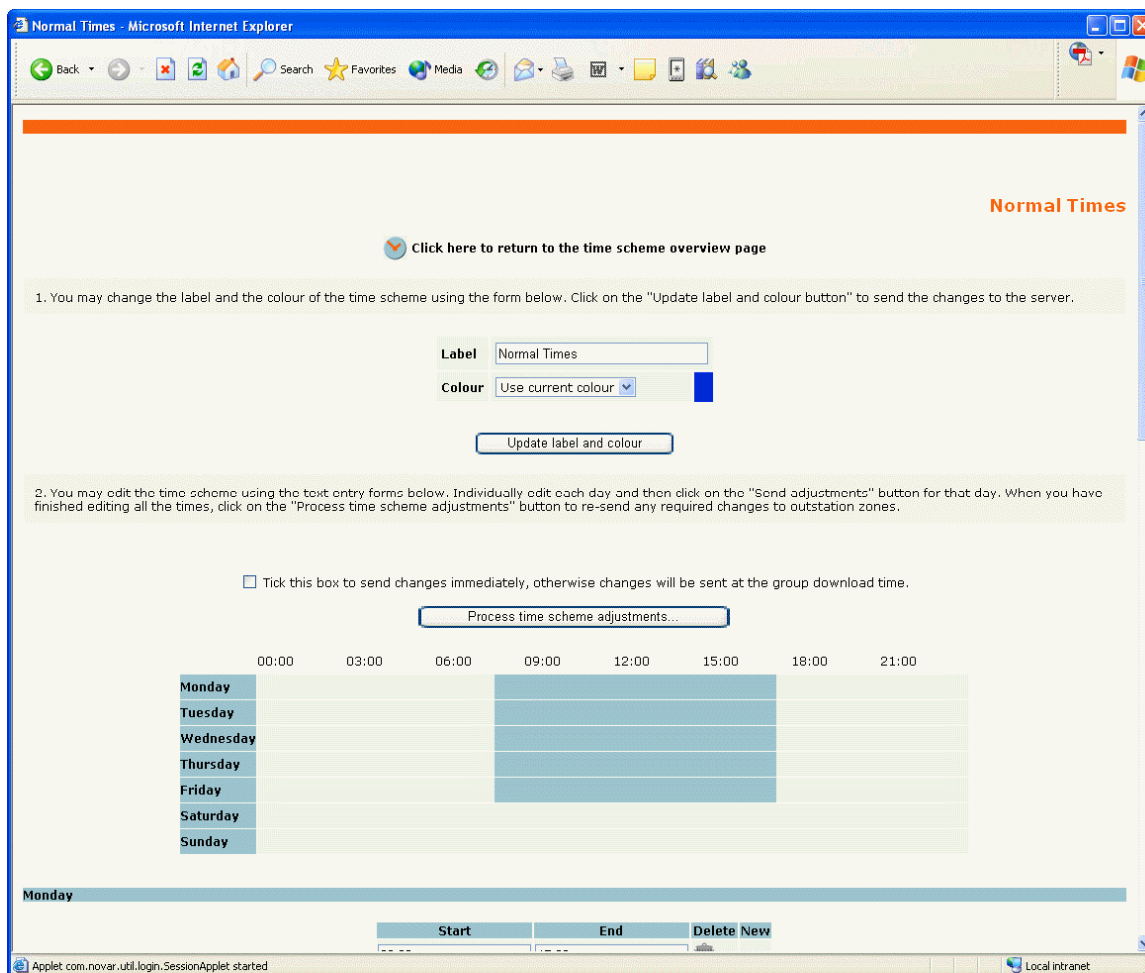 Normal Times - Microsoft Internet Explorer
Back Search Favorites Media
Normal Times
Click here to return to the time scheme overview page
1. You may change the label and the colour of the time scheme using the form below. Click on the "Update label and colour button" to send the changes to the server.
Label Normal Times
Colour Use current colour
Update label and colour
2. You may edit the time scheme using the text entry forms below. Individually edit each day and then click on the "Send adjustments" button for that day. When you have
finished editing all the times, click on the "Process time scheme adjustments" button to re-send any required changes to outstation zones.
Tick this box to send changes immediately, otherwise changes will be sent at the group download time.
Process time scheme adjustments...
00:00 03:00 06:00 09:00 12:00 15:00 18:00 21:00
Monday
Tuesday
Wednesday
Thursday
Friday
Saturday
Sunday
Monday
Start End Delete New
Applet com.novar.util.login.SessionApplet started Local intranet